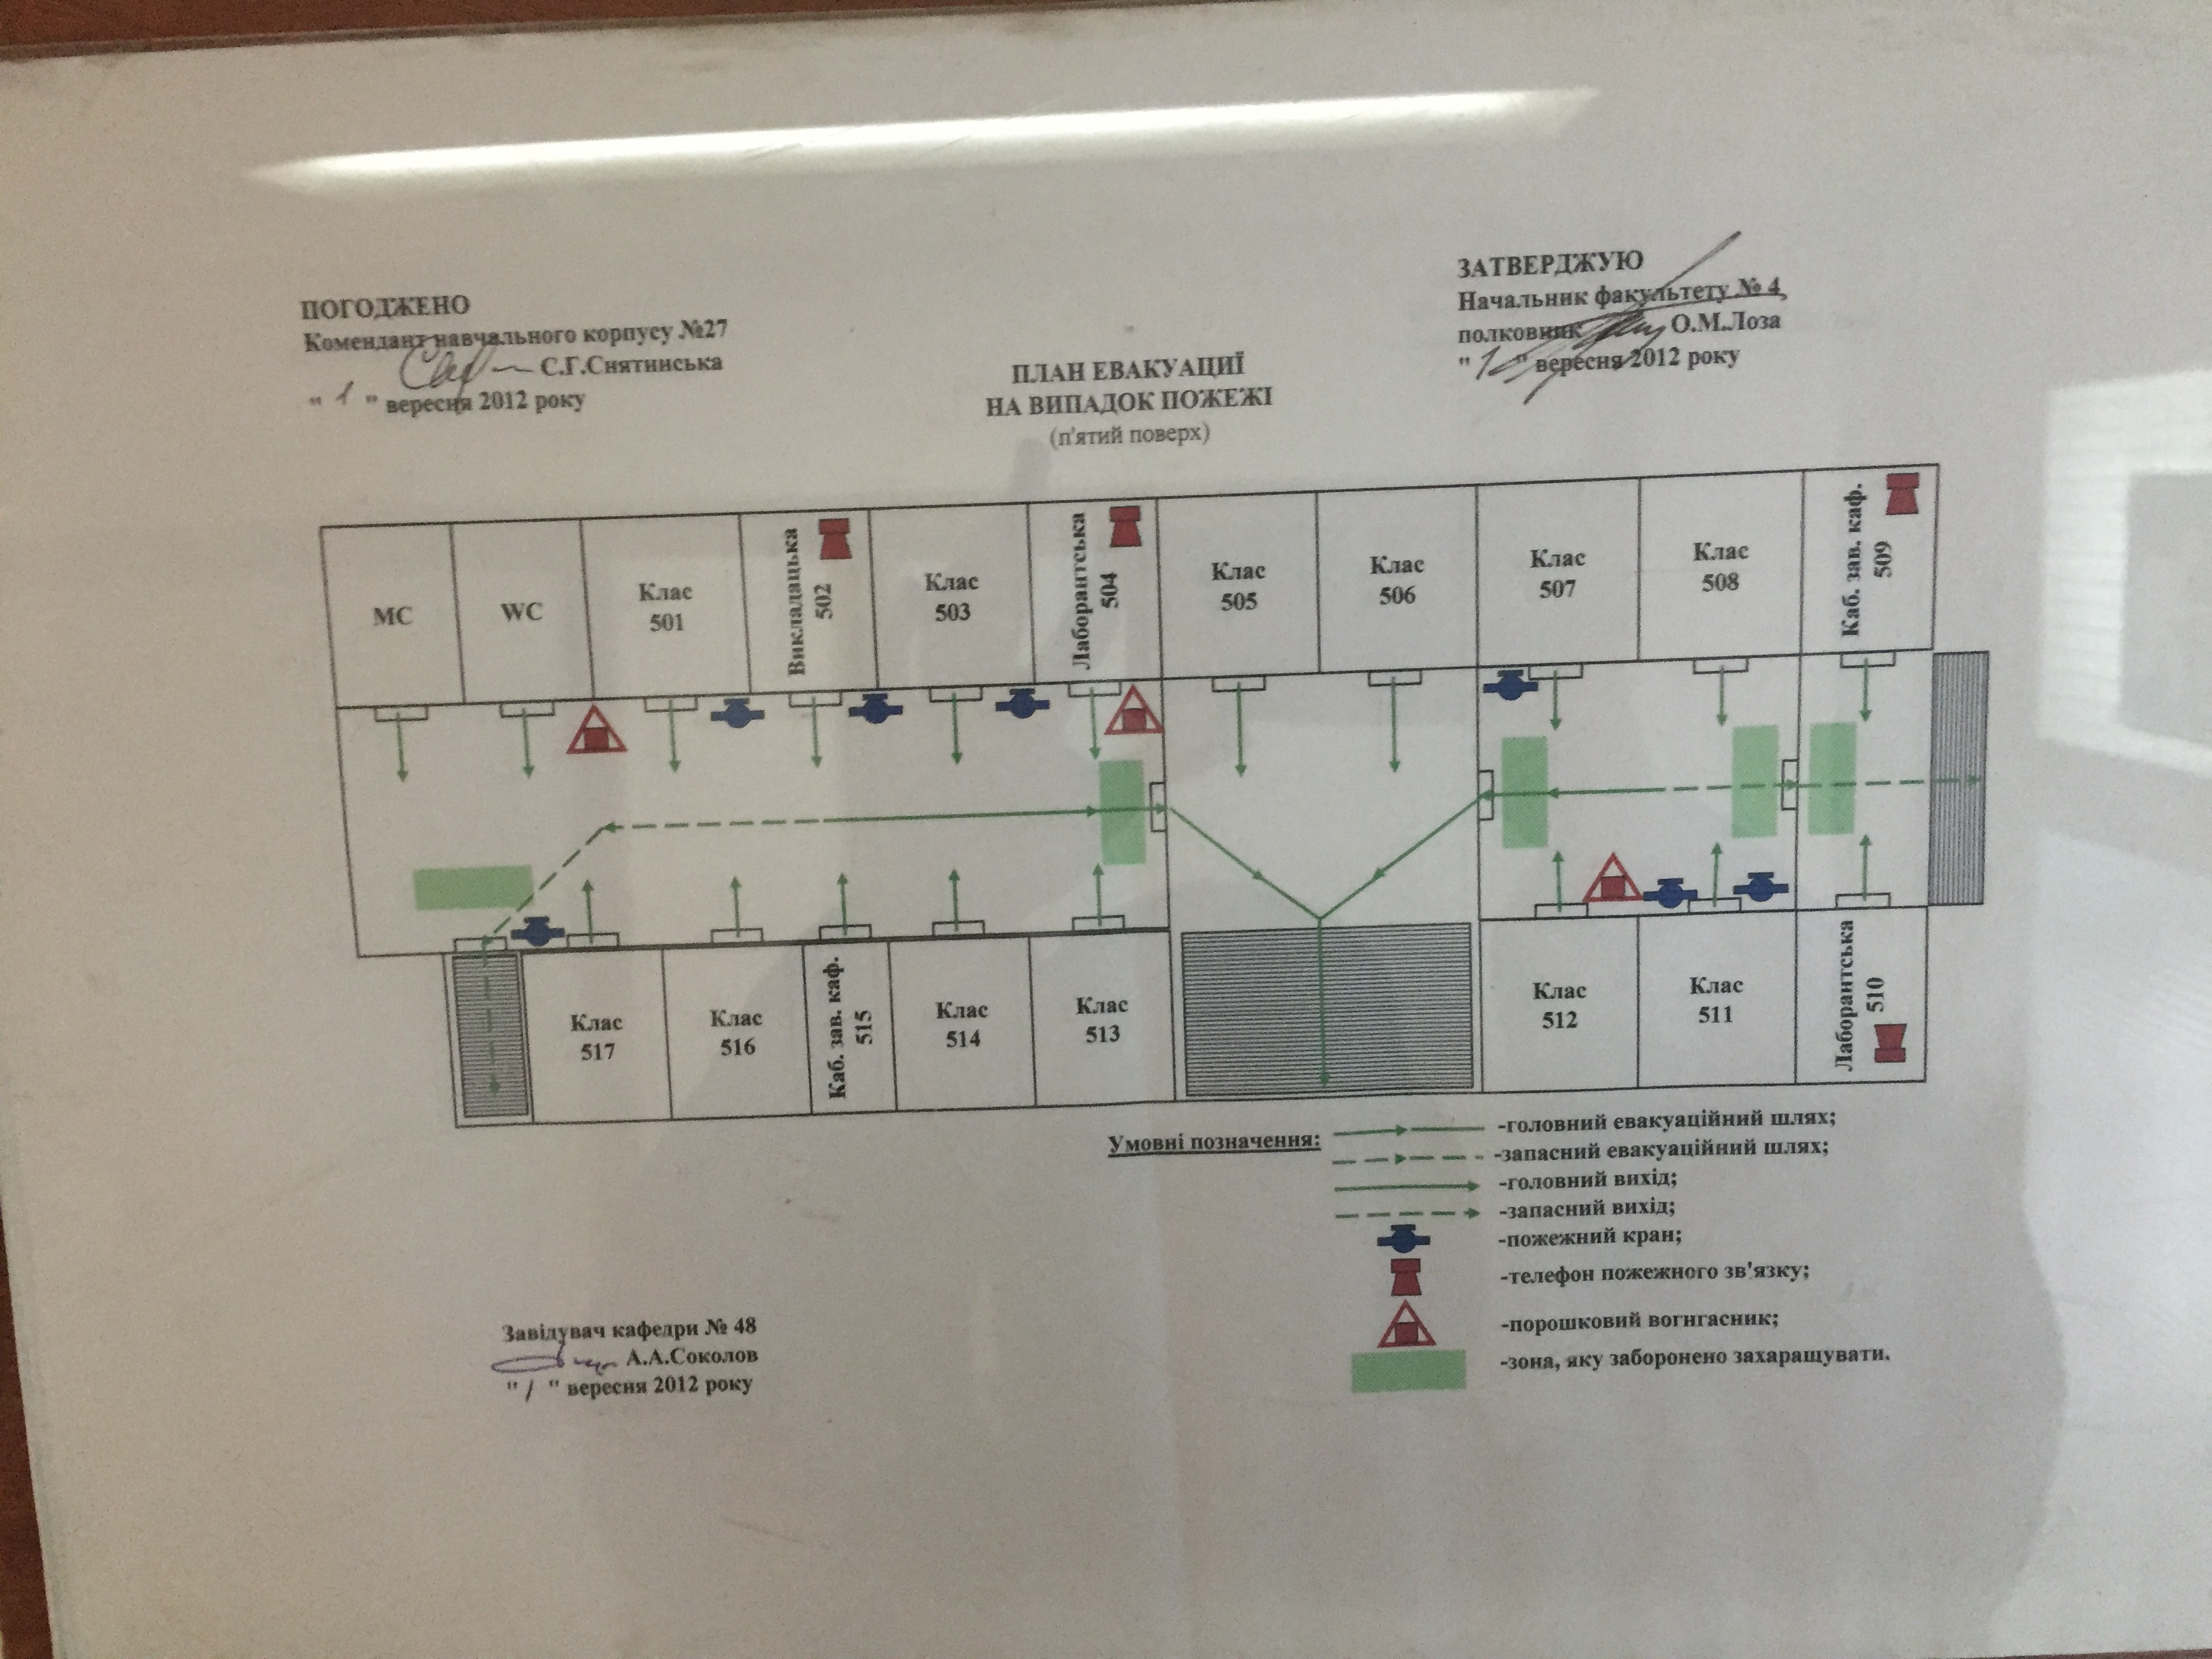 ПОГОДЖЕНО
Комендант навчального корпусу №27
С.Г.Снятинська
" 1 " вересня 2012 року
ЗАТВЕРДЖУЮ
Начальник факультету № 4
полковник О.М.Лоза
" 1 " вересня 2012 року
ПЛАН ЕВАКУАЦИЇ
НА ВИПАДОК ПОЖЕЖІ
(п'ятий поверх)
МС
WC
Клас
501
Викладацька
502
Клас
503
Лаборантська
504
Клас
505
Клас
506
Клас
507
Клас
508
Каб. зав. каф.
509
Клас
517
Клас
516
Каб. зав. каф.
515
Клас
514
Клас
513
Клас
512
Клас
511
Лаборантська
510
Умовні позначення:
-головний евакуаційний шлях;
-запасний евакуаційний шлях;
-головний вихід;
-запасний вихід;
-пожежний кран;
-телефон пожежного зв'язку;
-порошковий вогнгасник;
-зона, яку заборонено захаращувати.
Завідувач кафедри № 48
А.А.Соколов
" 1 " вересня 2012 року